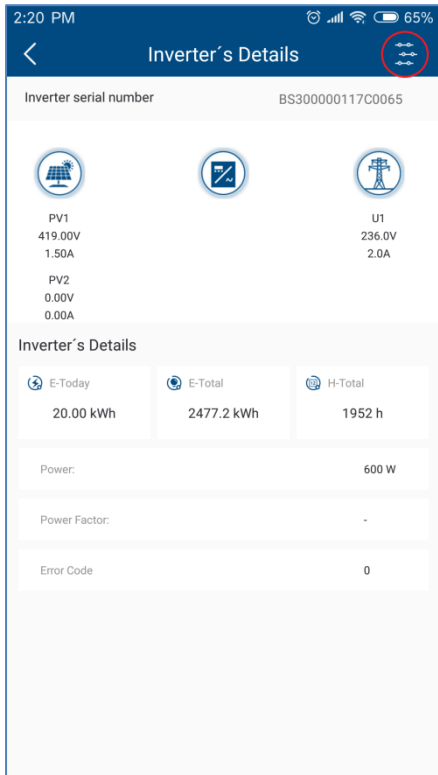 2:20 PM 65%
Inverter´s Details
Inverter serial number BS300000117C0065
PV1 U1
419.00V 236.0V
1.50A 2.0A
PV2
0.00V
0.00A
Inverter´s Details
E-Today E-Total H-Total
20.00 kWh 2477.2 kWh 1952 h
Power: 600 W
Power Factor: -
Error Code 0